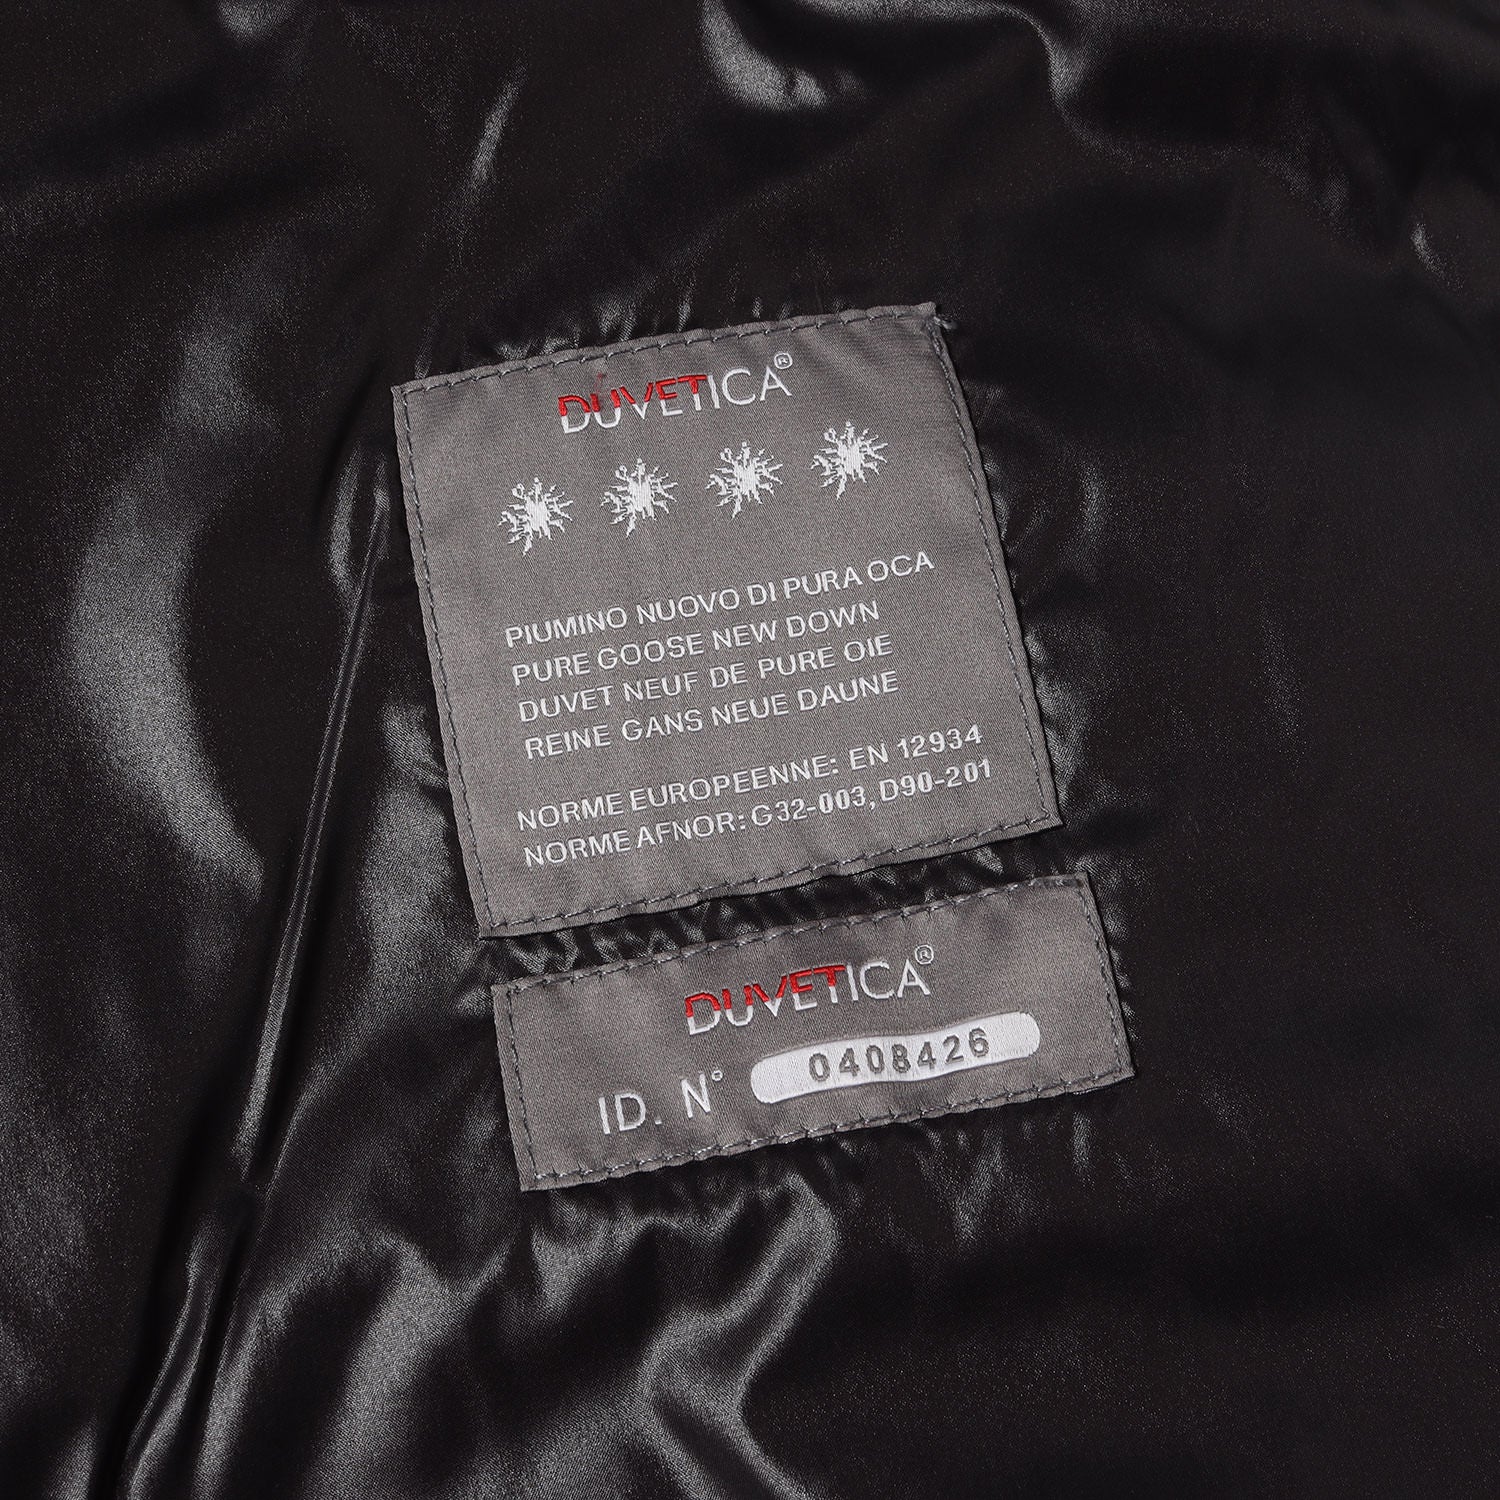 DUVETICA®
PIUMINO NUOVO DI PURA OCA
PURE GOOSE NEW DOWN
DUVET NEUF DE PURE OIE
REINE GANS NEUE DAUNE
NORME EUROPEENNE: EN 12934
NORME AFNOR: G32-003, D90-201
DUVETICA®
ID. N° 0408426